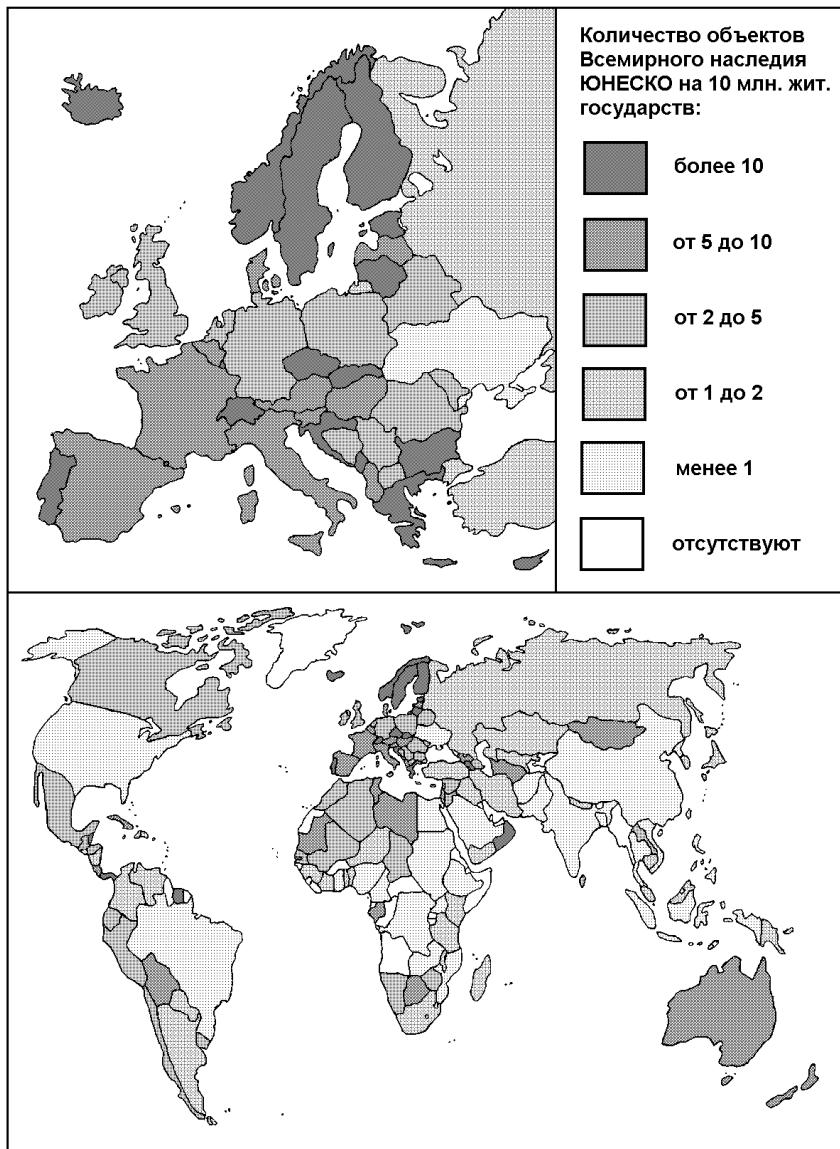 Количество объектов
Всемирного наследия
ЮНЕСКО на 10 млн. жит.
государств:
более 10
от 5 до 10
от 2 до 5
от 1 до 2
менее 1
отсутствуют